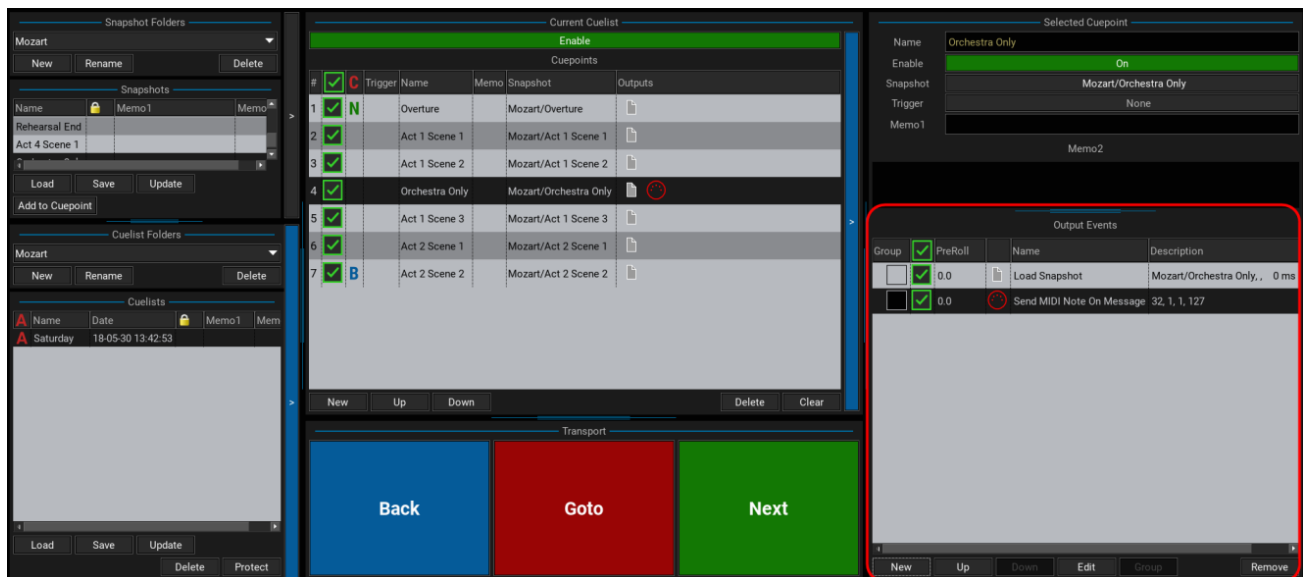 Snapshot Folders
Mozart
New Rename Delete
Snapshots
Name Memo1 Memo
Rehearsal End
Act 4 Scene 1
Load Save Update
Add to Cuepoint
>
Cuelist Folders
Mozart
New Rename Delete
Cuelists
A Name Date Memo1 Mem
A Saturday 18-05-30 13:42:53
Load Save Update
Delete Protect
>
Current Cuelist
Enable
Cuepoints
# C Trigger Name Memo Snapshot Outputs
1 N Overture Mozart/Overture
2 Act 1 Scene 1 Mozart/Act 1 Scene 1
3 Act 1 Scene 2 Mozart/Act 1 Scene 2
4 Orchestra Only Mozart/Orchestra Only
5 Act 1 Scene 3 Mozart/Act 1 Scene 3
6 Act 2 Scene 1 Mozart/Act 2 Scene 1
7 B Act 2 Scene 2 Mozart/Act 2 Scene 2
New Up Down Delete Clear
>
Transport
Back Goto Next
Selected Cuepoint
Name Orchestra Only
Enable On
Snapshot Mozart/Orchestra Only
Trigger None
Memo1
Memo2
Output Events
Group PreRoll Name Description
0.0 Load Snapshot Mozart/Orchestra Only, , 0 ms
0.0 Send MIDI Note On Message 32, 1, 1, 127
New Up Down Edit Group Remove